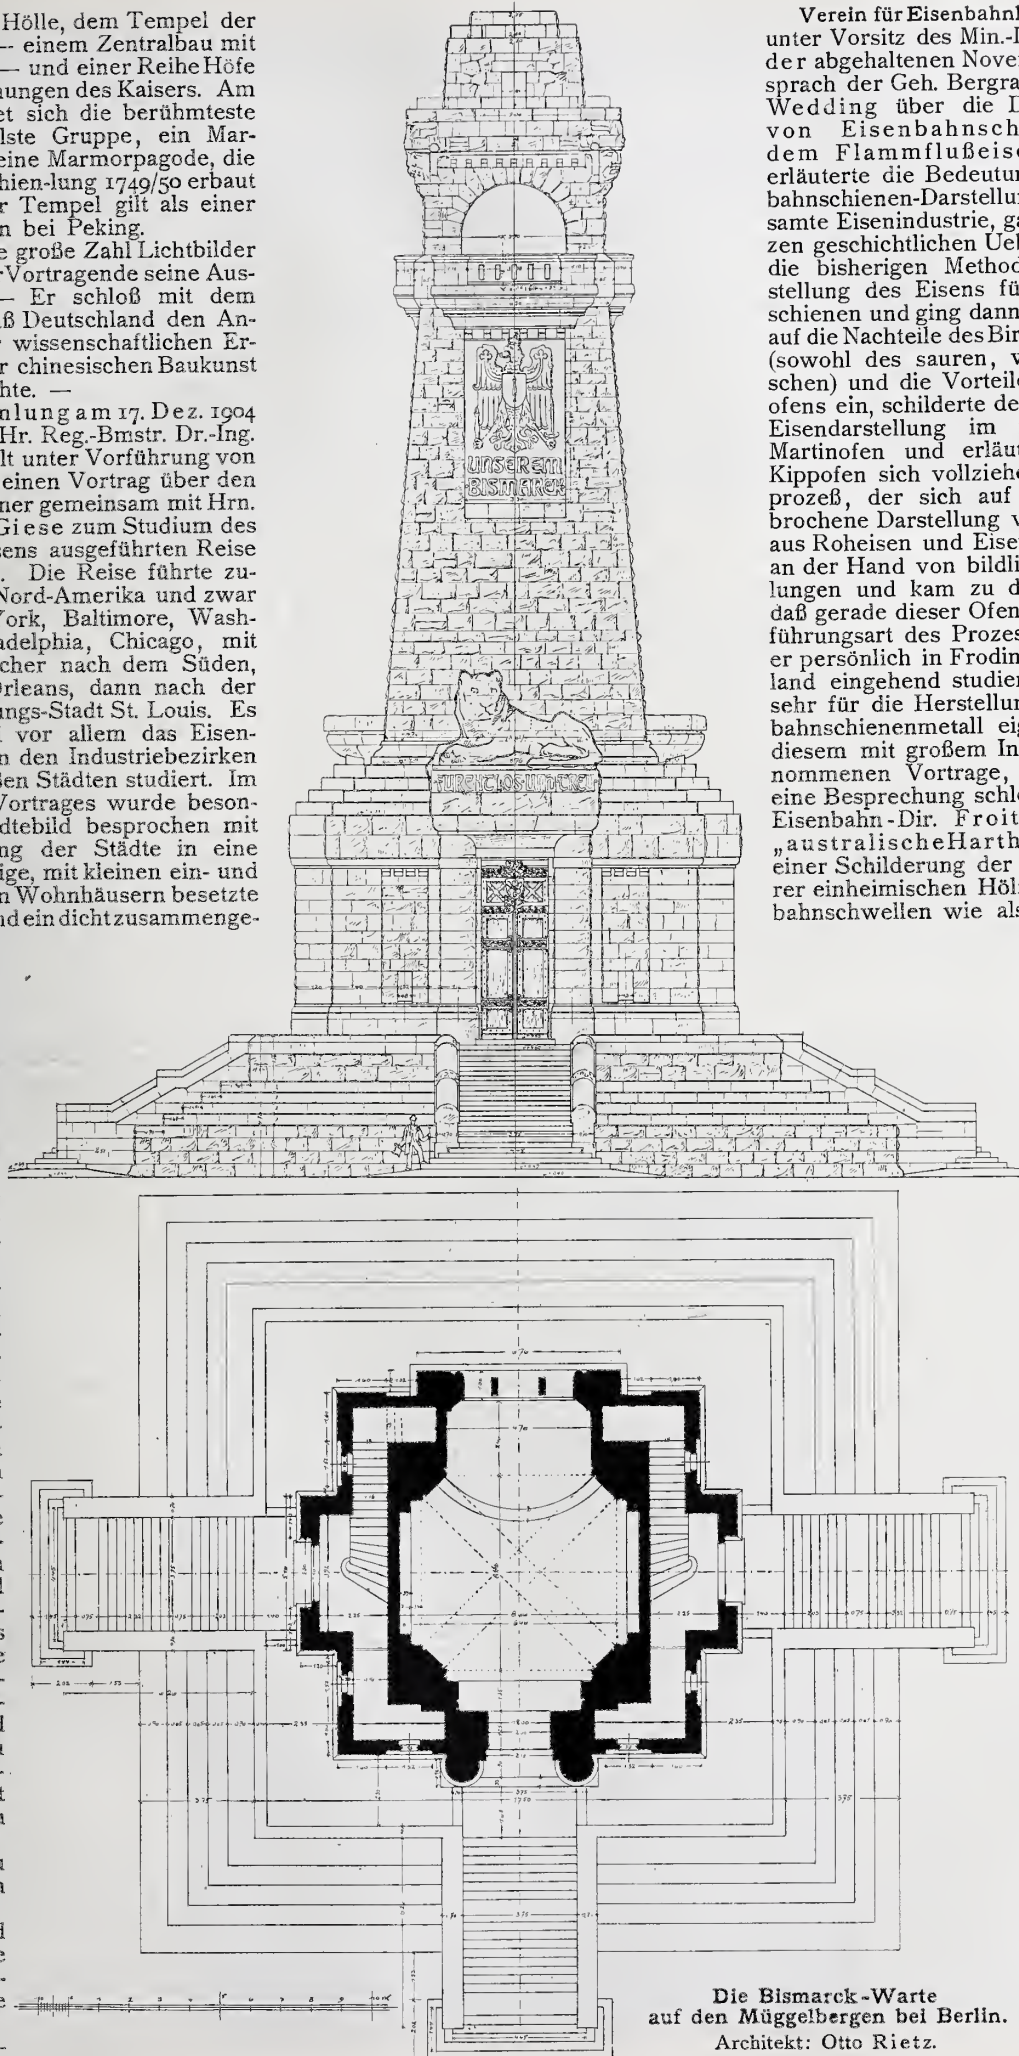 Hölle, dem Tempel der
— einem Zentralbau mit
— und einer Reihe Höfe
nungen des Kaisers. Am
et sich die berühmteste
lste Gruppe, ein Mar-
eine Marmorpagode, die
hien-lung 1749/50 erbaut
r Tempel gilt als einer
n bei Peking.
e große Zahl Lichtbilder
r Vortragende seine Aus-
— Er schloß mit dem
ß Deutschland den An-
r wissenschaftlichen Er-
r chinesischen Baukunst
hte. —
nlung am 17. Dez. 1904
Hr. Reg.-Bmstr. Dr.-Ing.
lt unter Vorführung von
einen Vortrag über den
ner gemeinsam mit Hrn.
Giese zum Studium des
sens ausgeführten Reise
. Die Reise führte zu-
Nord-Amerika und zwar
York, Baltimore, Wash-
adelphia, Chicago, mit
cher nach dem Süden,
Orleans, dann nach der
ungs-Stadt St. Louis. Es
vor allem das Eisen-
n den Industriebezirken
ßen Städten studiert. Im
Vortrages wurde beson-
dtebild besprochen mit
ng der Städte in eine
ige, mit kleinen ein- und
n Wohnhäusern besetzte
nd ein dicht zusammenge-
UNSEREM
BISMARCK
FURCHTLOS·UND·TREU
Verein für Eisenbahnk
unter Vorsitz des Min.-D
der abgehaltenen Novem
sprach der Geh. Bergra
Wedding über die D
von Eisenbahnsch
dem Flammflußeise
erläuterte die Bedeutun
bahnschienen-Darstellun
samte Eisenindustrie, ga
zen geschichtlichen Ueb
die bisherigen Method
stellung des Eisens fü
schienen und ging dann
auf die Nachteile des Bir
(sowohl des sauren, v
schen) und die Vorteile
ofens ein, schilderte de
Eisendarstellung im
Martinofen und erläut
Kippofen sich vollziehe
prozeß, der sich auf
brochene Darstellung v
aus Roheisen und Eise
an der Hand von bildli
lungen und kam zu d
daß gerade dieser Ofen
führungsart des Prozes
er persönlich in Frodin
land eingehend studier
sehr für die Herstellun
bahnschienenmetall eig
diesem mit großem In
nommenen Vortrage,
eine Besprechung schlo
Eisenbahn-Dir. Froit
„australische Harth
einer Schilderung der
rer einheimischen Höl
bahnschwellen wie als
Die Bismarck-Warte
auf den Müggelbergen bei Berlin.
Architekt: Otto Rietz.